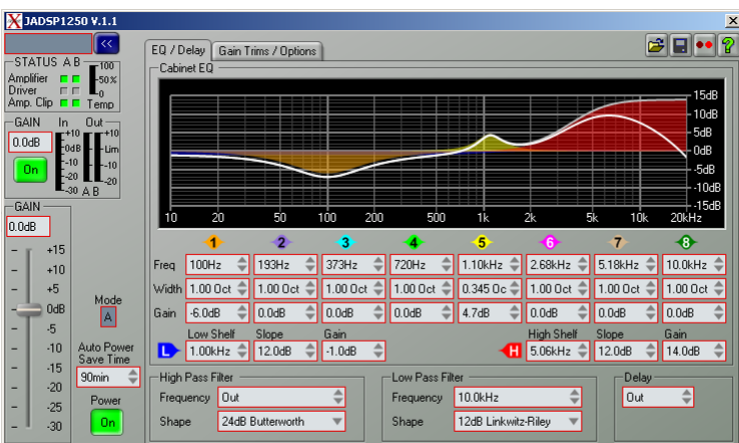 JADSP1250 V.1.1
<<
EQ / Delay
Gain Trims / Options
STATUS A B
100
Amplifier
50%
Driver
0
Amp. Clip
Temp
Cabinet EQ
15dB
10dB
5dB
0dB
-5dB
-10dB
-15dB
10 20 50 100 200 500 1k 2k 5k 10k 20kHz
GAIN
In
Out
0.0dB
+10
0dB
-10
-20
-30
+10
Lim
-10
-20
A B
On
GAIN
0.0dB
+15
+10
+5
0dB
-5
-10
-15
-20
-25
-30
Mode
A
Auto Power
Save Time
90min
Power
On
1 2 3 4 5 6 7 8
Freq 100Hz 193Hz 373Hz 720Hz 1.10kHz 2.68kHz 5.18kHz 10.0kHz
Width 1.00 Oct 1.00 Oct 1.00 Oct 1.00 Oct 0.345 Oc 1.00 Oct 1.00 Oct 1.00 Oct
Gain -6.0dB 0.0dB 0.0dB 0.0dB 4.7dB 0.0dB 0.0dB 0.0dB
Low Shelf Slope Gain
L 1.00kHz 12.0dB -1.0dB
High Shelf Slope Gain
H 5.06kHz 12.0dB 14.0dB
High Pass Filter
Frequency Out
Shape 24dB Butterworth
Low Pass Filter
Frequency 10.0kHz
Shape 12dB Linkwitz-Riley
Delay
Out